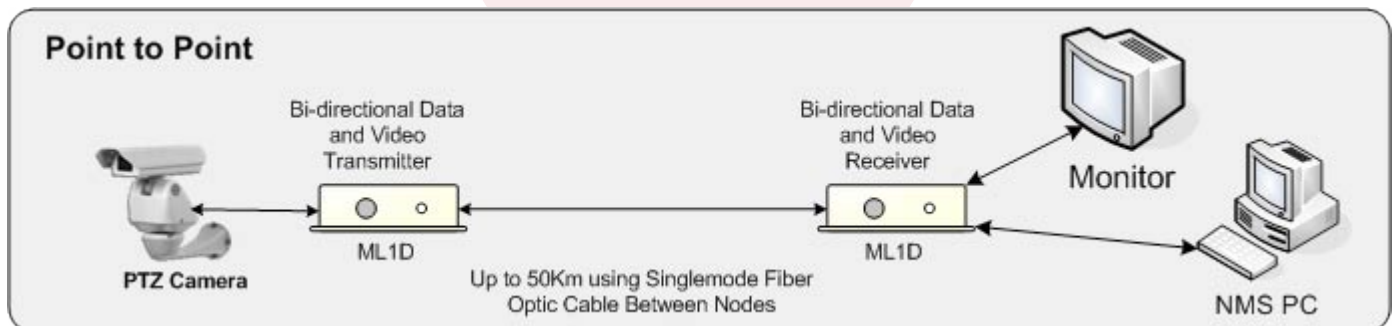 Point to Point
Bi-directional Data
and Video
Transmitter
Bi-directional Data
and Video
Receiver
Monitor
ML1D
ML1D
PTZ Camera
Up to 50Km using Singlemode Fiber
Optic Cable Between Nodes
NMS PC